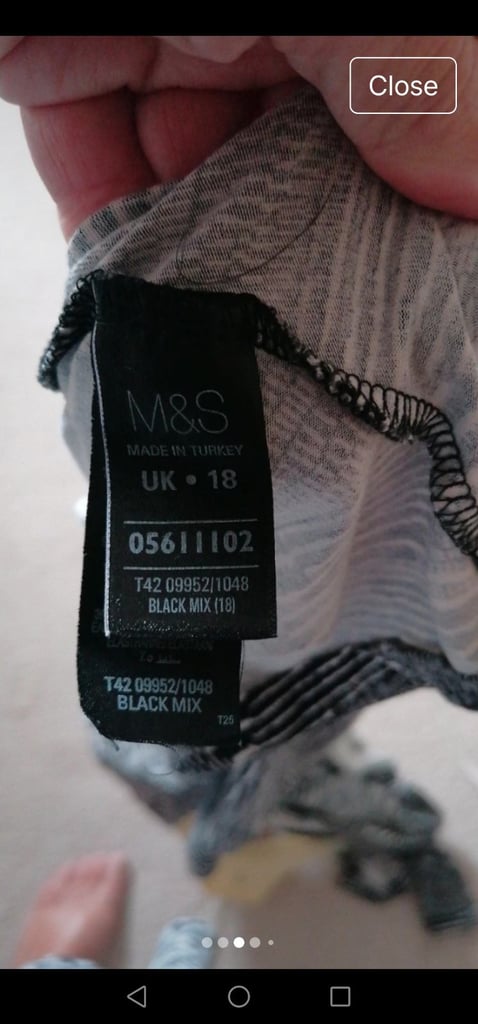 Close
M&S
MADE IN TURKEY
UK • 18
05611102
T42 09952/1048
BLACK MIX (18)
T42 09952/1048
BLACK MIX
T25